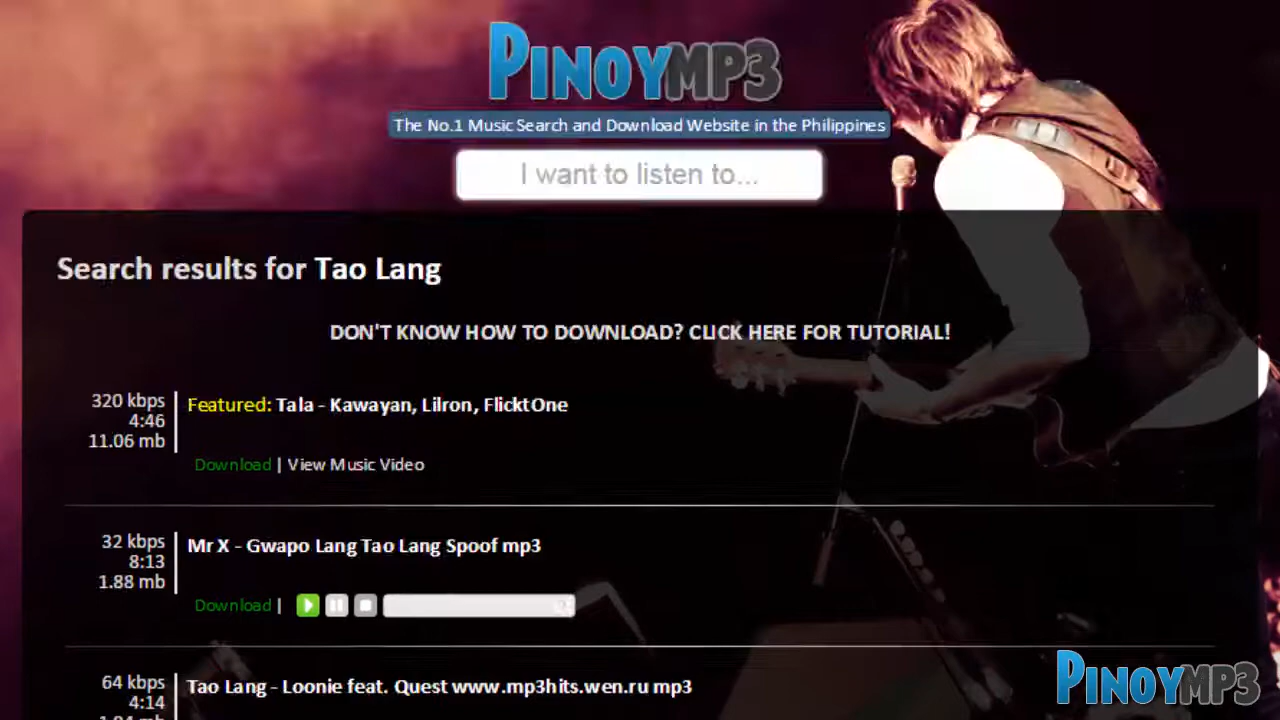 PINOYMP3
The No.1 Music Search and Download Website in the Philippines
I want to listen to...
Search results for Tao Lang
DON'T KNOW HOW TO DOWNLOAD? CLICK HERE FOR TUTORIAL!
320 kbps
4:46
11.06 mb
Featured: Tala - Kawayan, LilRon, FlicktOne
Download | View Music Video
32 kbps
8:13
1.88 mb
Mr X - Gwapo Lang Tao Lang Spoof mp3
Download |
64 kbps
4:14
1.94 mb
Tao Lang - Loonie feat. Quest www.mp3hits.wen.ru mp3
PINOYMP3